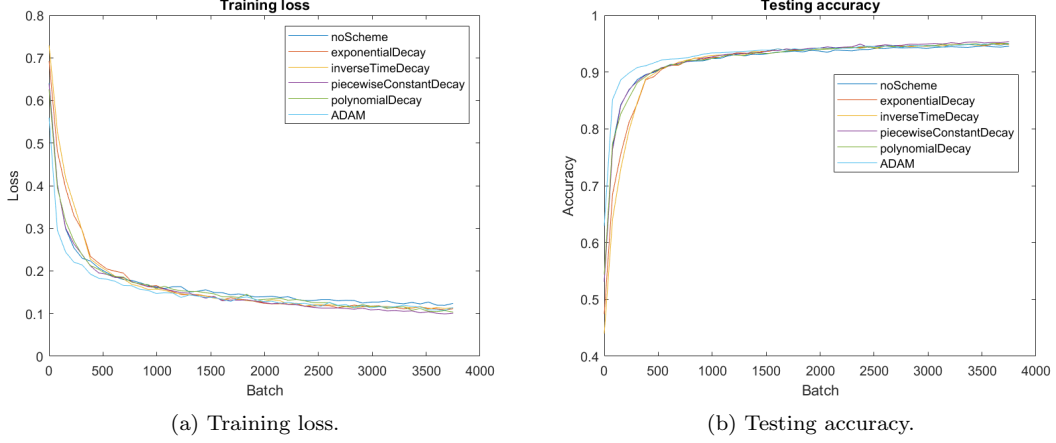 Training loss
0.8
0.7
0.6
0.5
0.4
0.3
0.2
0.1
0
Loss
noScheme
exponentialDecay
inverseTimeDecay
piecewiseConstantDecay
polynomialDecay
ADAM
0 500 1000 1500 2000 2500 3000 3500 4000
Batch
(a) Training loss.
Testing accuracy
1
0.9
0.8
0.7
0.6
0.5
0.4
Accuracy
noScheme
exponentialDecay
inverseTimeDecay
piecewiseConstantDecay
polynomialDecay
ADAM
0 500 1000 1500 2000 2500 3000 3500 4000
Batch
(b) Testing accuracy.